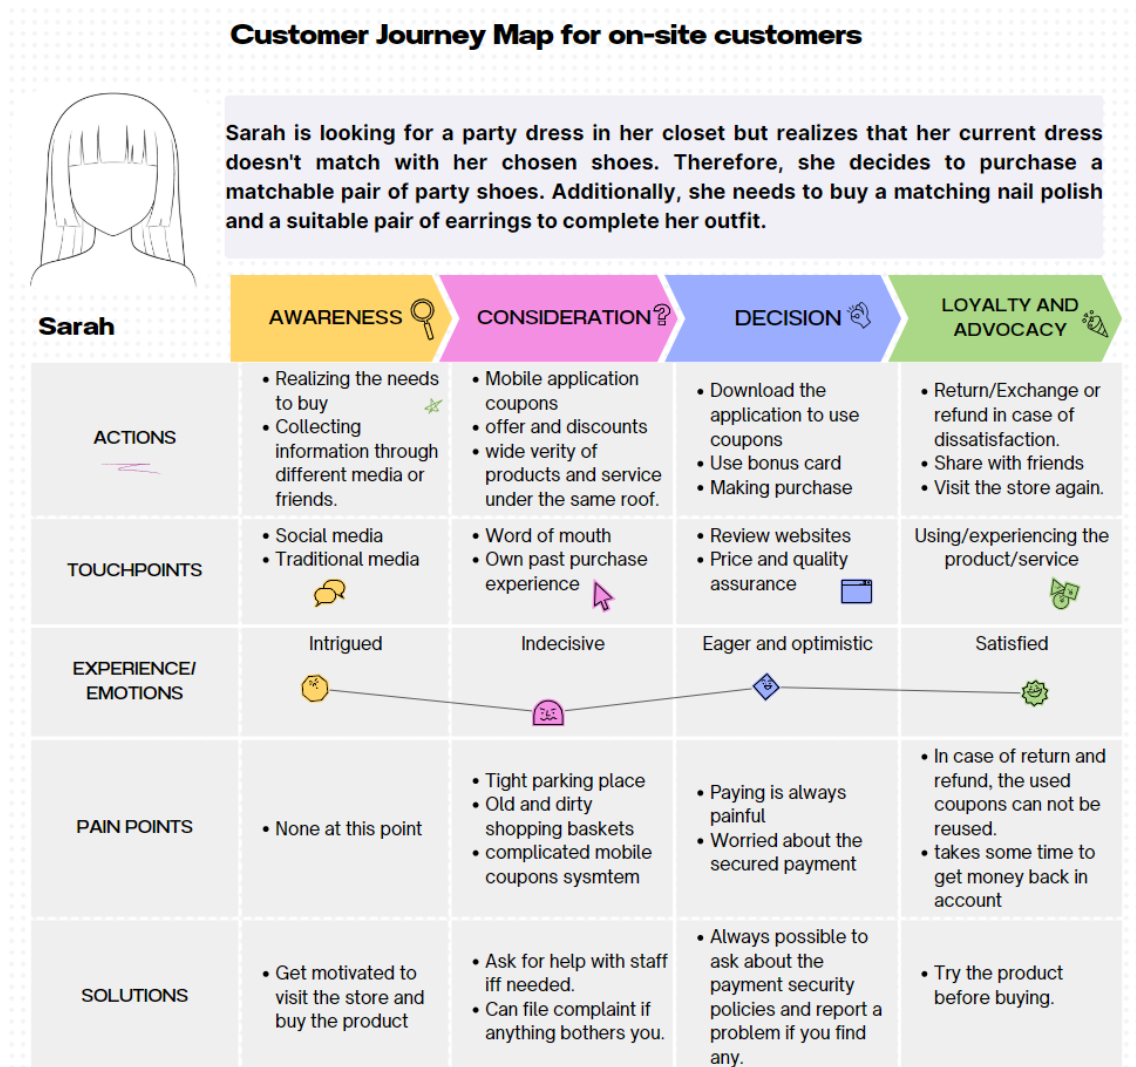 Customer Journey Map for on-site customers
Sarah is looking for a party dress in her closet but realizes that her current dress
doesn't match with her chosen shoes. Therefore, she decides to purchase a
matchable pair of party shoes. Additionally, she needs to buy a matching nail polish
and a suitable pair of earrings to complete her outfit.
Sarah
AWARENESS
CONSIDERATION
DECISION
LOYALTY AND
ADVOCACY
ACTIONS
• Realizing the needs
to buy
• Collecting
information through
different media or
friends.
• Mobile application
coupons
• offer and discounts
• wide verity of
products and service
under the same roof.
• Download the
application to use
coupons
• Use bonus card
• Making purchase
• Return/Exchange or
refund in case of
dissatisfaction.
• Share with friends
• Visit the store again.
TOUCHPOINTS
• Social media
• Traditional media
• Word of mouth
• Own past purchase
experience
• Review websites
• Price and quality
assurance
Using/experiencing the
product/service
EXPERIENCE/
EMOTIONS
Intrigued
Indecisive
Eager and optimistic
Satisfied
PAIN POINTS
• None at this point
• Tight parking place
• Old and dirty
shopping baskets
• complicated mobile
coupons sysmtem
• Paying is always
painful
• Worried about the
secured payment
• In case of return and
refund, the used
coupons can not be
reused.
• takes some time to
get money back in
account
SOLUTIONS
• Get motivated to
visit the store and
buy the product
• Ask for help with staff
iff needed.
• Can file complaint if
anything bothers you.
• Always possible to
ask about the
payment security
policies and report a
problem if you find
any.
• Try the product
before buying.